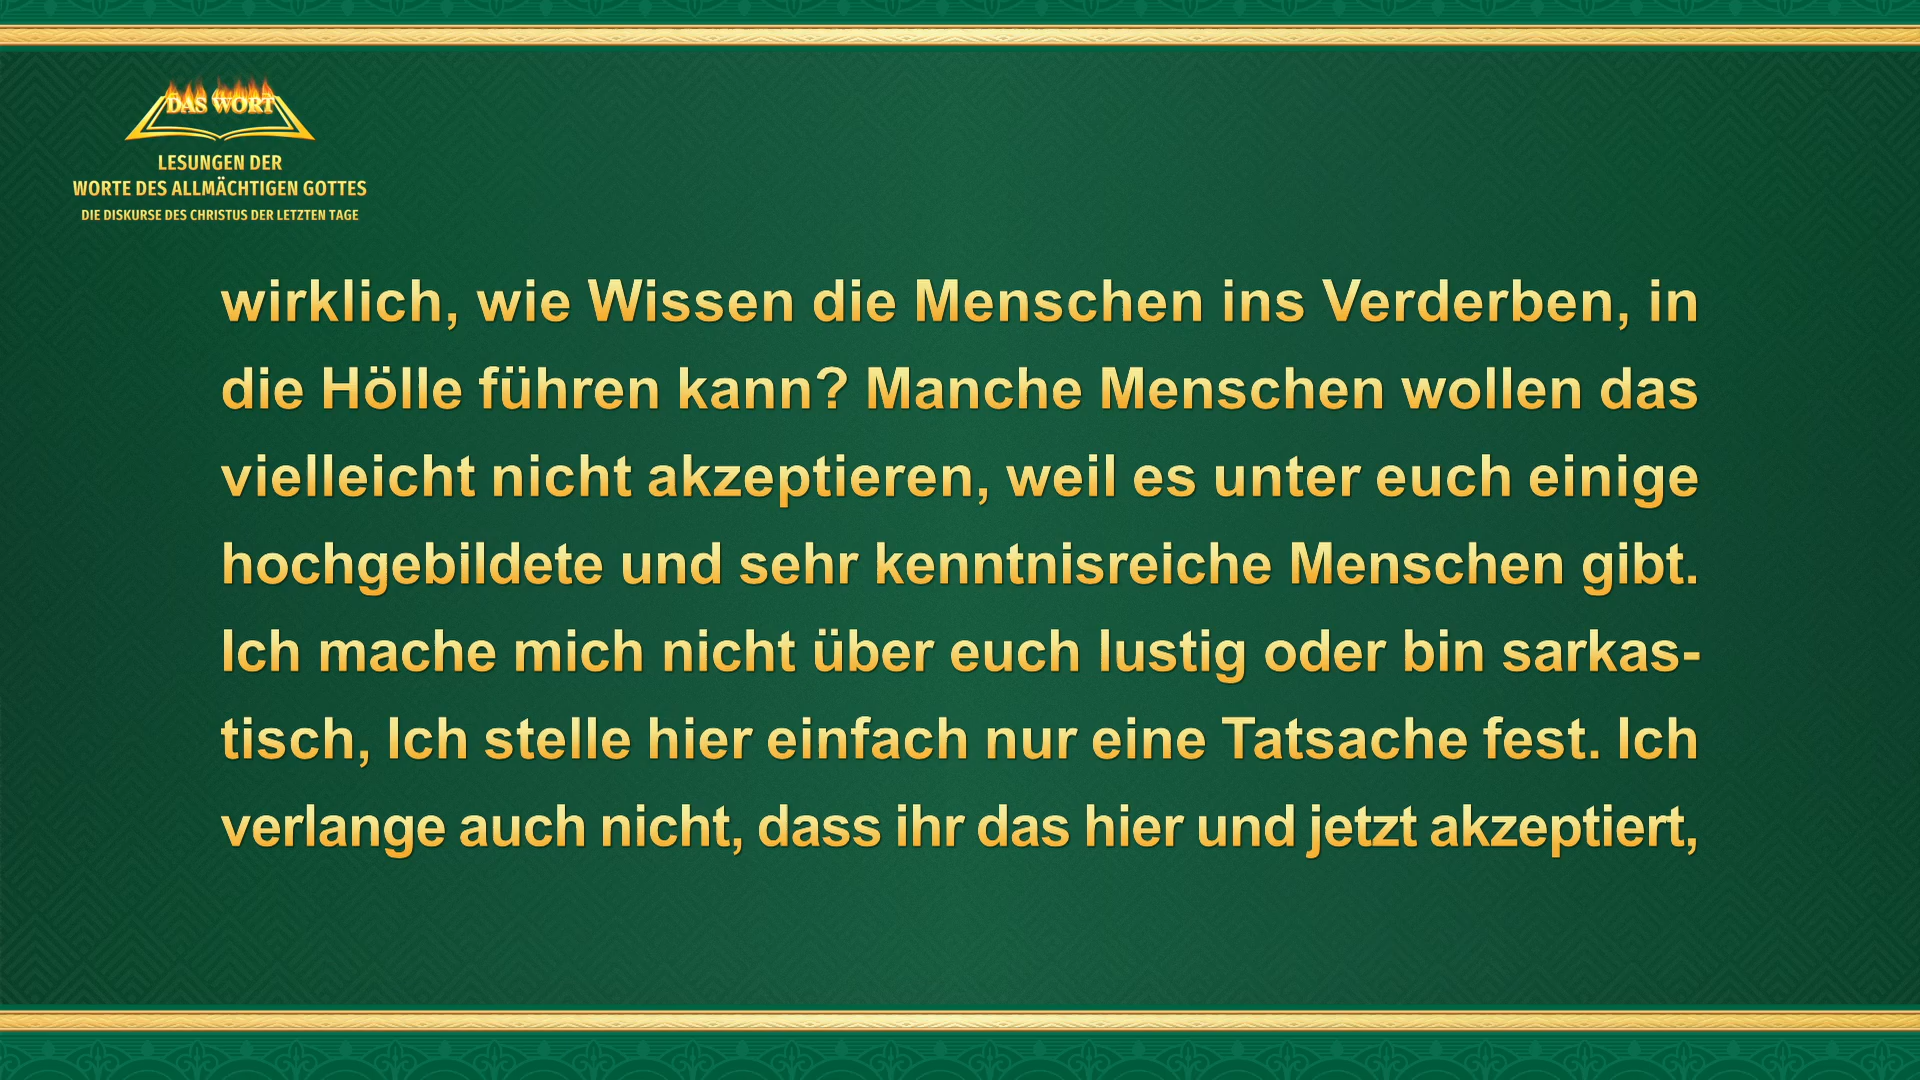 DAS WORT
LESUNGEN DER
WORTE DES ALLMÄCHTIGEN GOTTES
DIE DISKURSE DES CHRISTUS DER LETZTEN TAGE
wirklich, wie Wissen die Menschen ins Verderben, in
die Hölle führen kann? Manche Menschen wollen das
vielleicht nicht akzeptieren, weil es unter euch einige
hochgebildete und sehr kenntnisreiche Menschen gibt.
Ich mache mich nicht über euch lustig oder bin sarkas-
tisch, Ich stelle hier einfach nur eine Tatsache fest. Ich
verlange auch nicht, dass ihr das hier und jetzt akzeptiert,